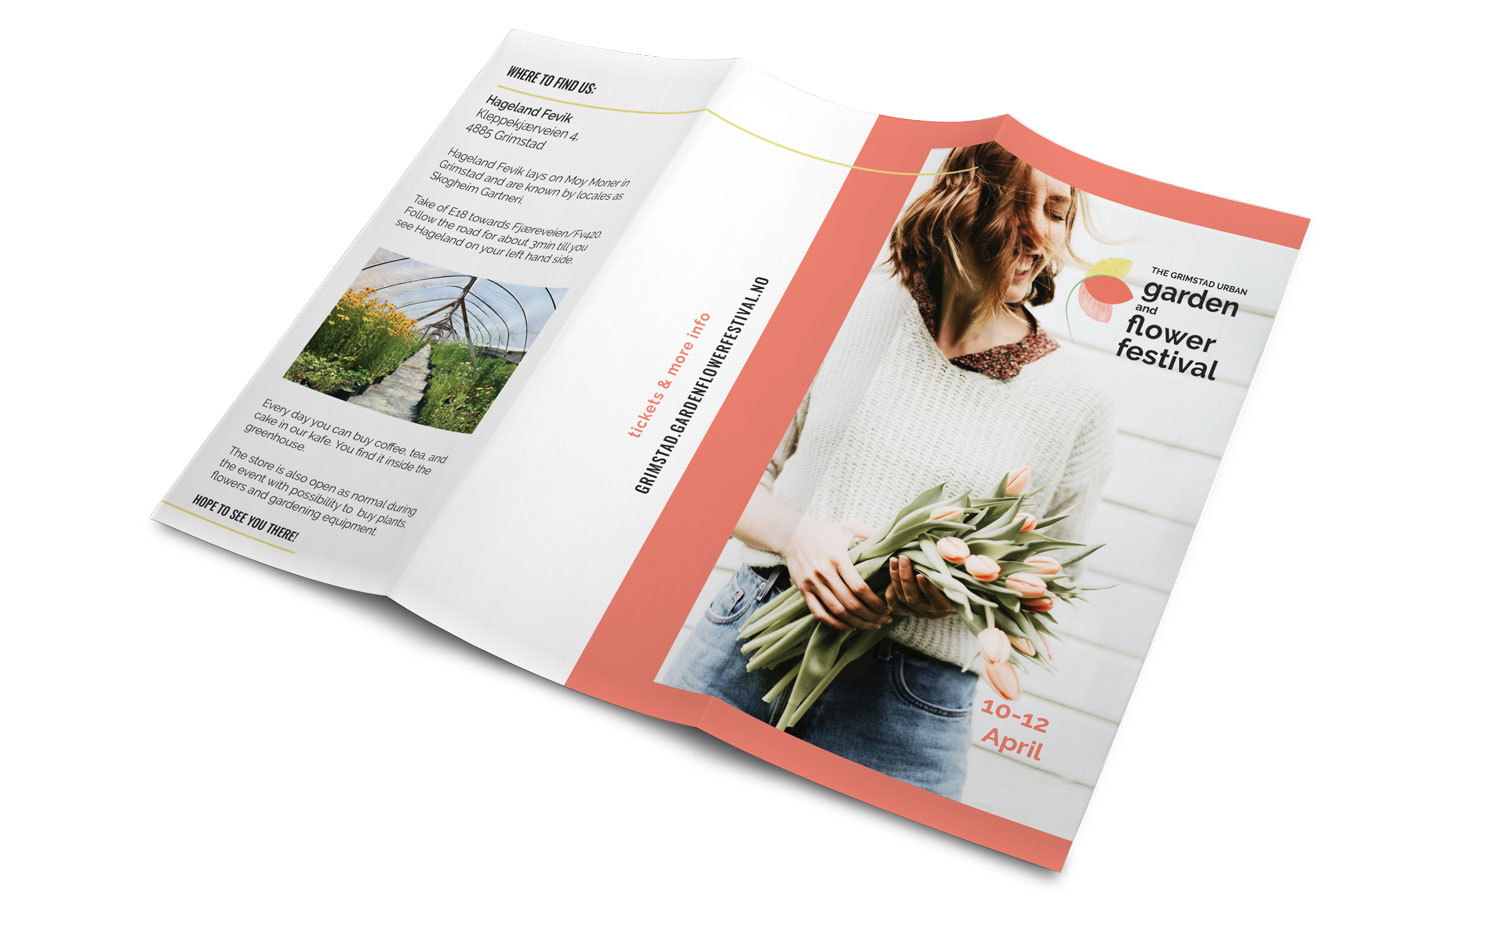 WHERE TO FIND US:
Hageland Fevik
Kleppekjærveien 4,
4885 Grimstad
Hageland Fevik lays on Moy Moner in
Grimstad and are known by locales as
Skogheim Gartneri.
Take of E18 towards Fjæreveien/Fv420.
Follow the road for about 3min till you
see Hageland on your left hand side.
Every day you can buy coffee, tea, and
cake in our kafe. You find it inside the
greenhouse.
The store is also open as normal during
the event with possibility to buy plants,
flowers and gardening equipment.
HOPE TO SEE YOU THERE!
tickets & more info
GRIMSTAD.GARDENFLOWERFESTIVAL.NO
THE GRIMSTAD URBAN
garden
and
flower
festival
10-12
April